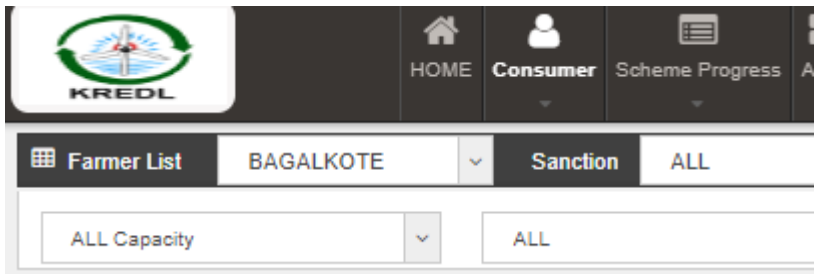 KREDL
HOME Consumer Scheme Progress A
Farmer List BAGALKOTE Sanction ALL
ALL Capacity ALL